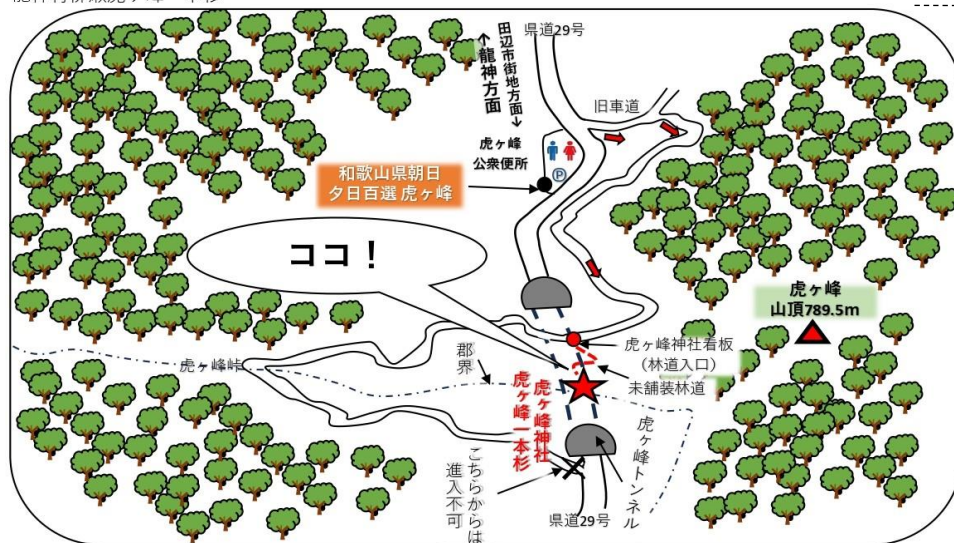 県道29号
田辺市街地方面↓
↑龍神方面
旧車道
虎ヶ峰
公衆便所
P
和歌山県朝日
夕日百選 虎ヶ峰
ココ！
虎ヶ峰
山頂789.5m
虎ヶ峰神社看板
（林道入口）
未舗装林道
虎ヶ峰峠
郡界
虎ヶ峰神社
虎ヶ峰一本杉
虎ヶ峰トンネル
こちらからは
進入不可
県道29号